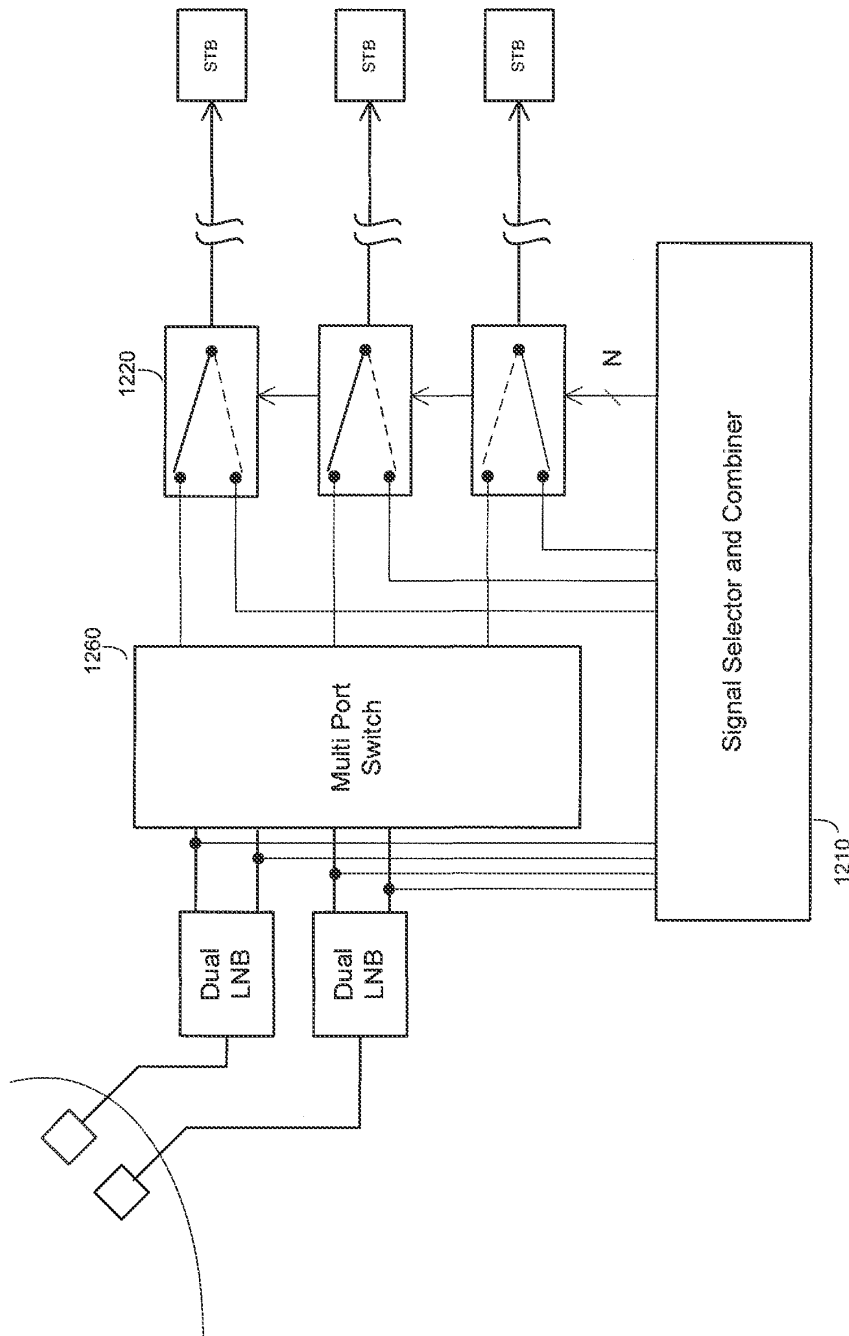 STB
STB
STB
1220
N
1260
Multi Port
Switch
Dual
LNB
Dual
LNB
Signal Selector and Combiner
1210